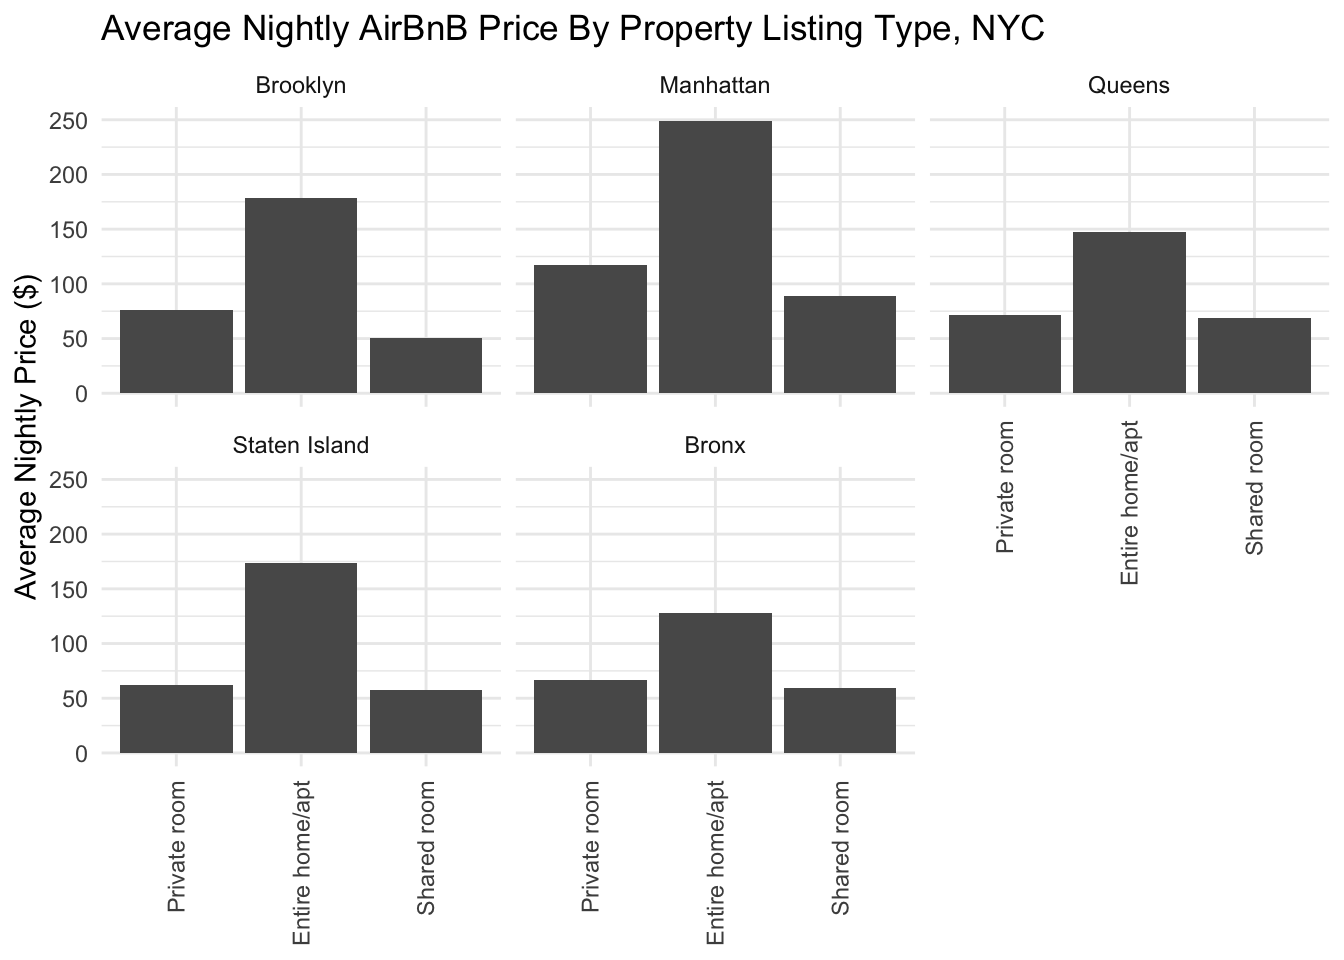 Average Nightly AirBnB Price By Property Listing Type, NYC
Average Nightly Price ($)
Brooklyn
Manhattan
Queens
250
200
150
100
50
0
Private room
Entire home/apt
Shared room
Staten Island
Bronx
250
200
150
100
50
0
Private room
Entire home/apt
Shared room
Private room
Entire home/apt
Shared room